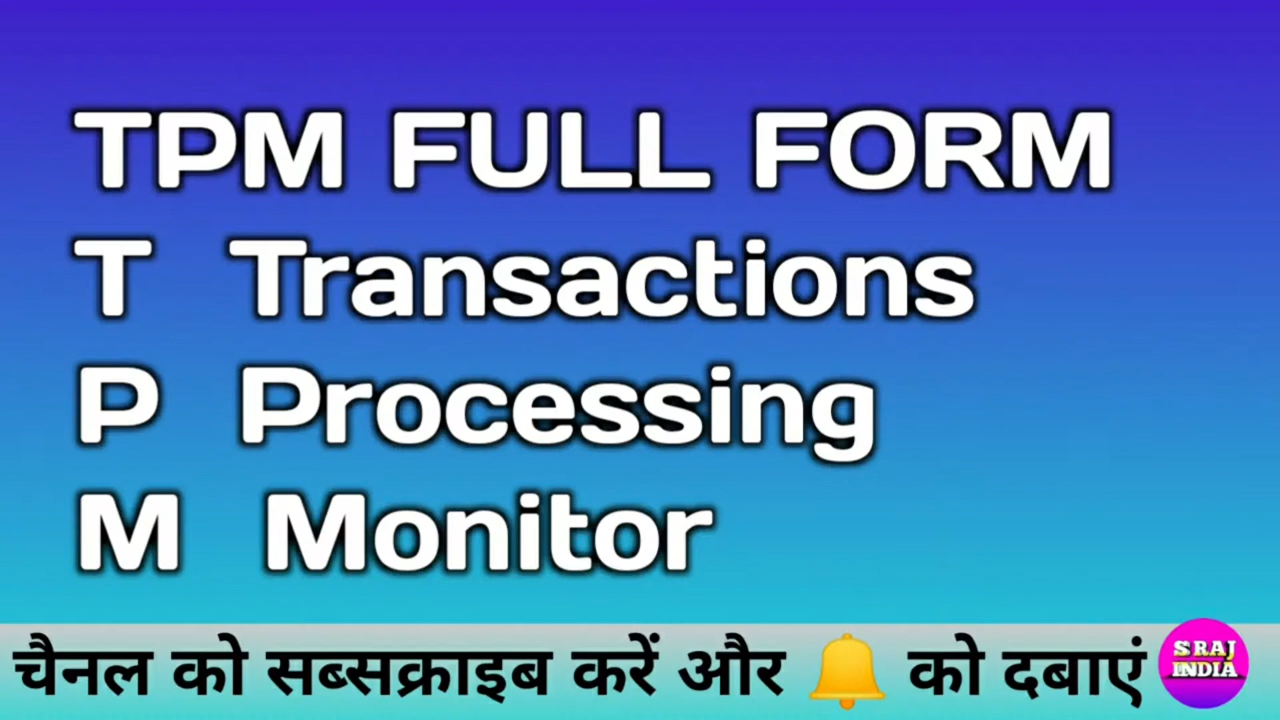 TPM FULL FORM
T Transactions
P Processing
M Monitor
चैनल को सब्सक्राइब करें और 🔔 को दबाएं
S RAJ
INDIA